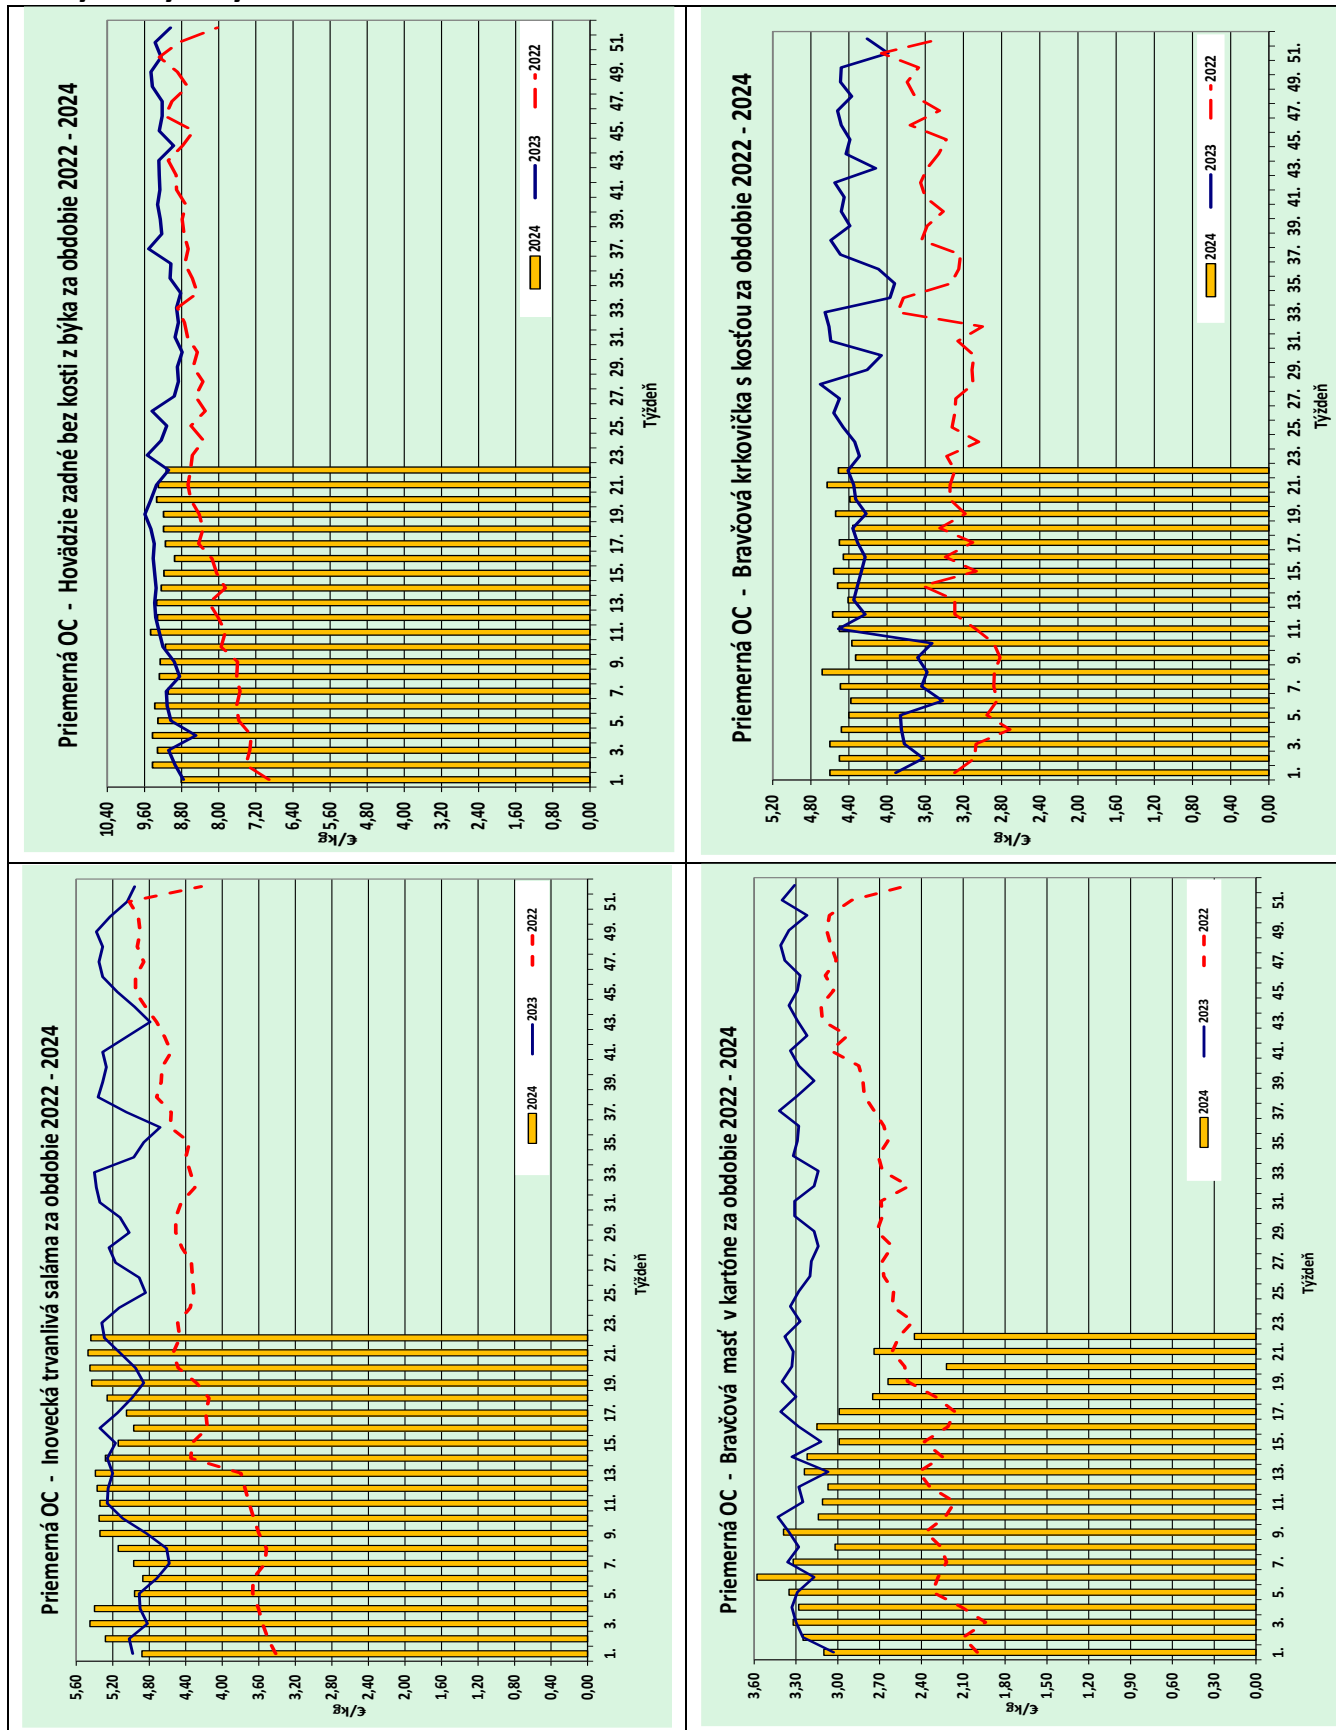 Priemerná OC - Hovädzie zadné bez kosti z býka za obdobie 2022 - 2024
10,40
9,60
8,80
8,00
7,20
6,40
5,60
4,80
4,00
3,20
2,40
1,60
0,80
0,00
€/kg
1. 3. 5. 7. 9. 11. 13. 15. 17. 19. 21. 23. 25. 27. 29. 31. 33. 35. 37. 39. 41. 43. 45. 47. 49. 51.
Týždeň
2024 2023 2022
Priemerná OC - Bravčová krkovička s kosťou za obdobie 2022 - 2024
5,20
4,80
4,40
4,00
3,60
3,20
2,80
2,40
2,00
1,60
1,20
0,80
0,40
0,00
€/kg
1. 3. 5. 7. 9. 11. 13. 15. 17. 19. 21. 23. 25. 27. 29. 31. 33. 35. 37. 39. 41. 43. 45. 47. 49. 51.
Týždeň
2024 2023 2022
Priemerná OC - Inovecká trvanlivá saláma za obdobie 2022 - 2024
5,60
5,20
4,80
4,40
4,00
3,60
3,20
2,80
2,40
2,00
1,60
1,20
0,80
0,40
0,00
€/kg
1. 3. 5. 7. 9. 11. 13. 15. 17. 19. 21. 23. 25. 27. 29. 31. 33. 35. 37. 39. 41. 43. 45. 47. 49. 51.
Týždeň
2024 2023 2022
Priemerná OC - Bravčová masť v kartóne za obdobie 2022 - 2024
3,60
3,30
3,00
2,70
2,40
2,10
1,80
1,50
1,20
0,90
0,60
0,30
0,00
€/kg
1. 3. 5. 7. 9. 11. 13. 15. 17. 19. 21. 23. 25. 27. 29. 31. 33. 35. 37. 39. 41. 43. 45. 47. 49. 51.
Týždeň
2024 2023 2022